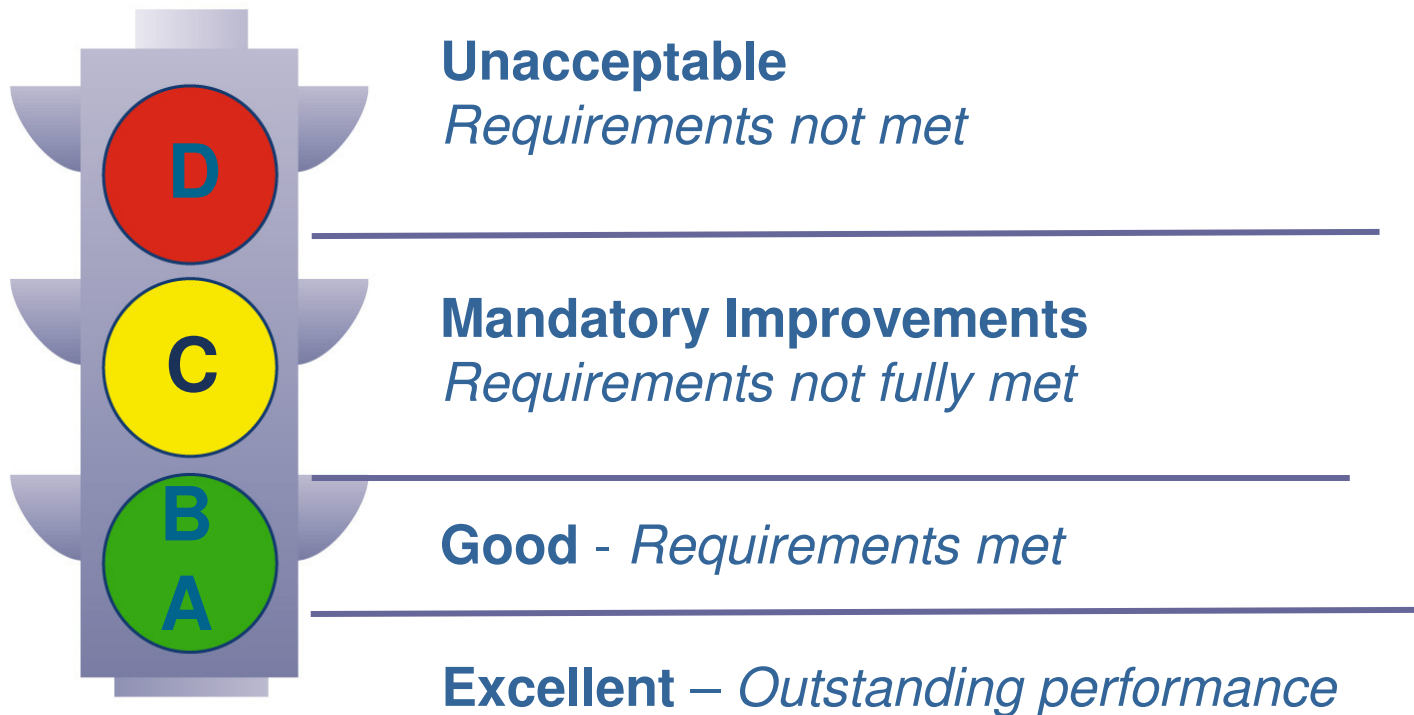 D
Unacceptable
Requirements not met
C
Mandatory Improvements
Requirements not fully met
B
Good - Requirements met
A
Excellent – Outstanding performance